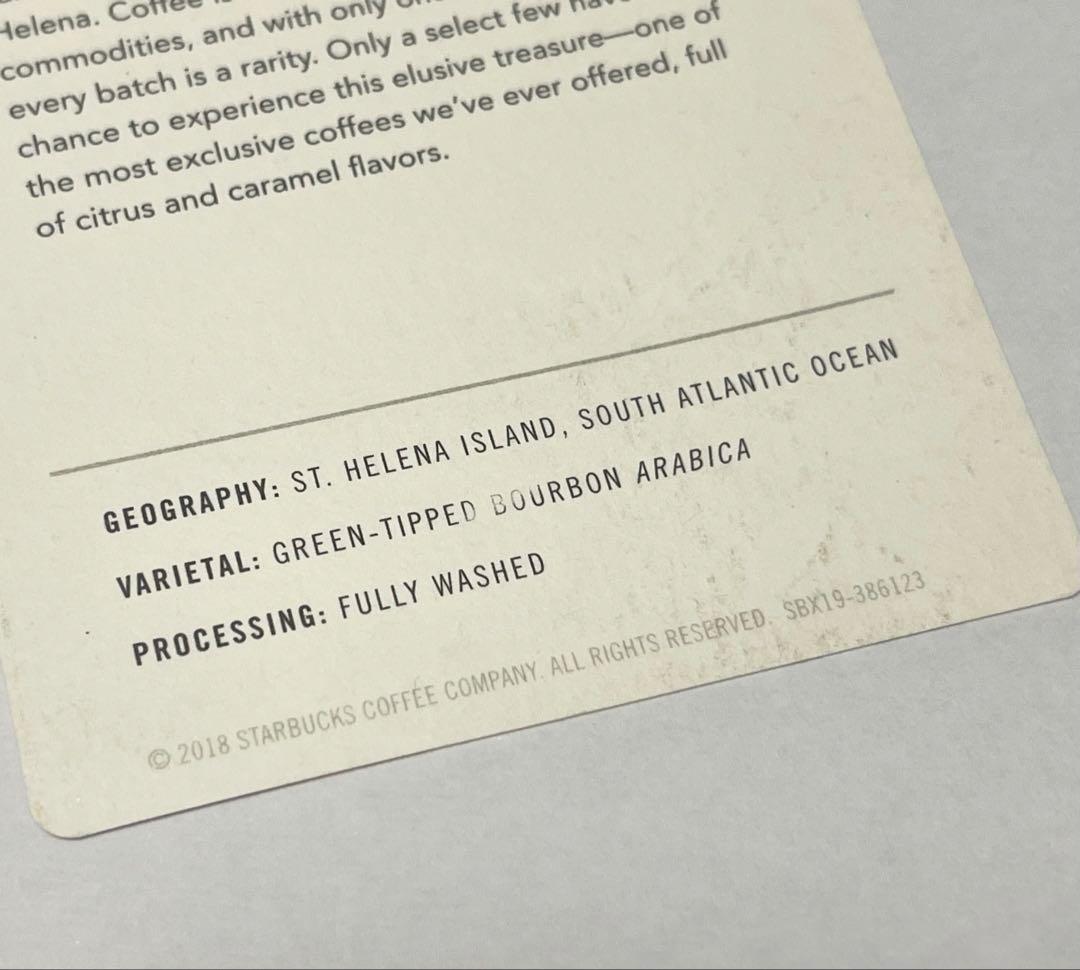 Helena. Coffee
commodities, and with only
every batch is a rarity. Only a select few
chance to experience this elusive treasure—one of
the most exclusive coffees we've ever offered, full
of citrus and caramel flavors.
GEOGRAPHY: ST. HELENA ISLAND, SOUTH ATLANTIC OCEAN
VARIETAL: GREEN-TIPPED BOURBON ARABICA
PROCESSING: FULLY WASHED
© 2018 STARBUCKS COFFEE COMPANY. ALL RIGHTS RESERVED. SBX19-386123